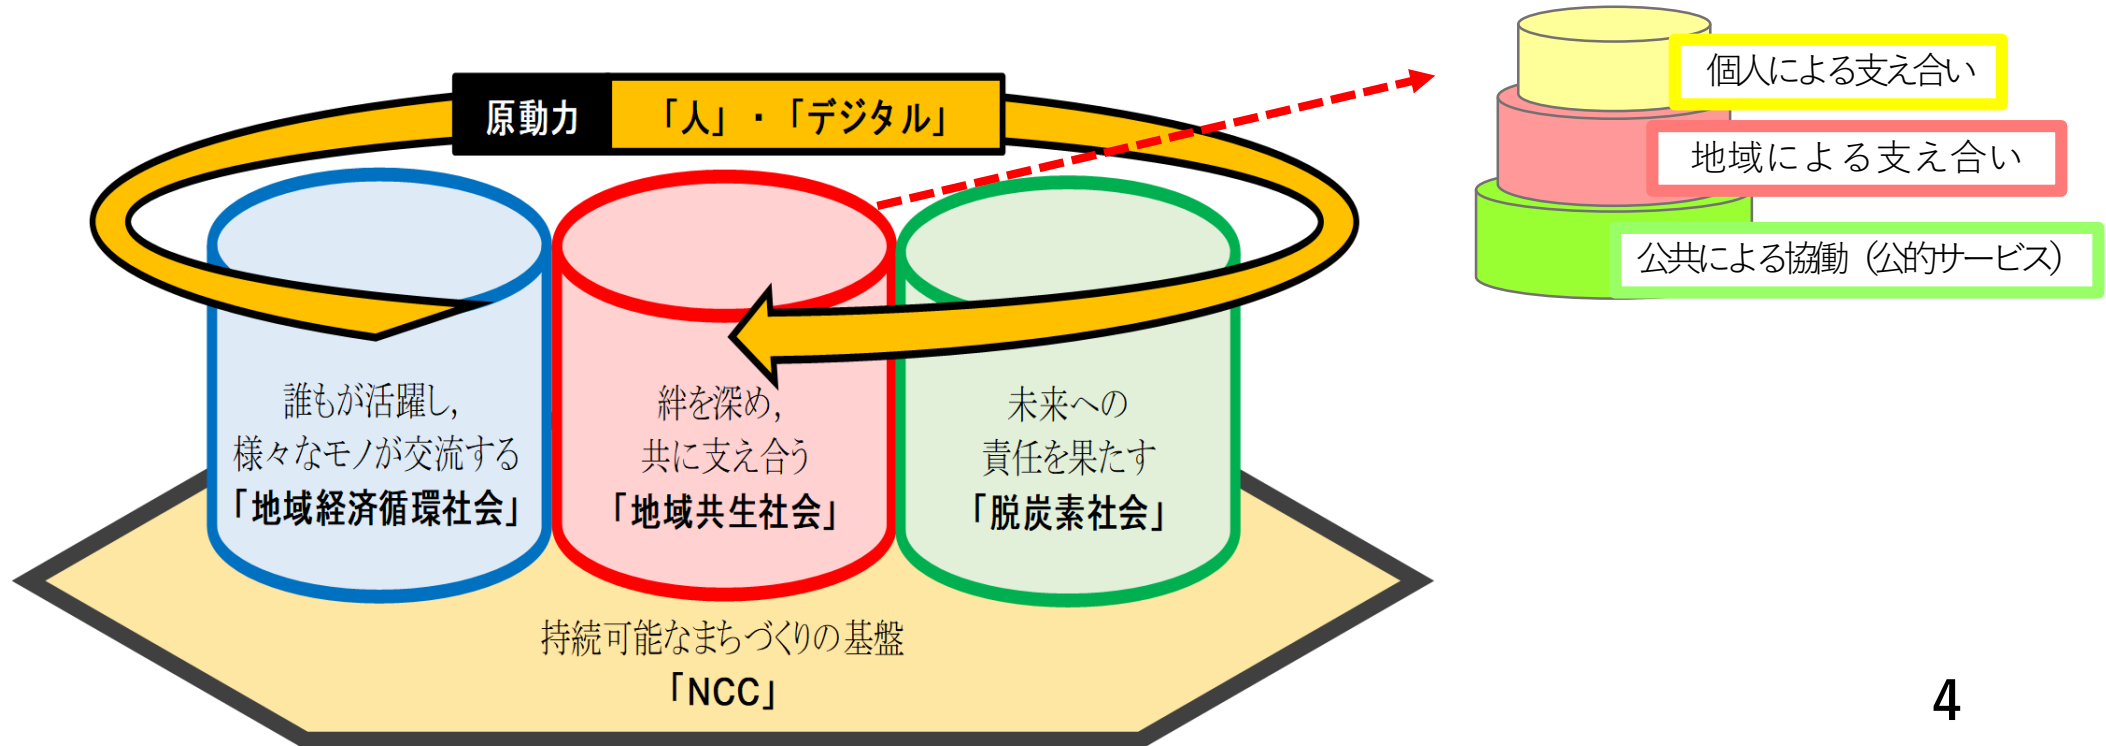 原動力 「人」・「デジタル」
個人による支え合い
地域による支え合い
公共による協働（公的サービス）
誰もが活躍し,
様々なモノが交流する
「地域経済循環社会」
絆を深め,
共に支え合う
「地域共生社会」
未来への
責任を果たす
「脱炭素社会」
持続可能なまちづくりの基盤
「NCC」
4